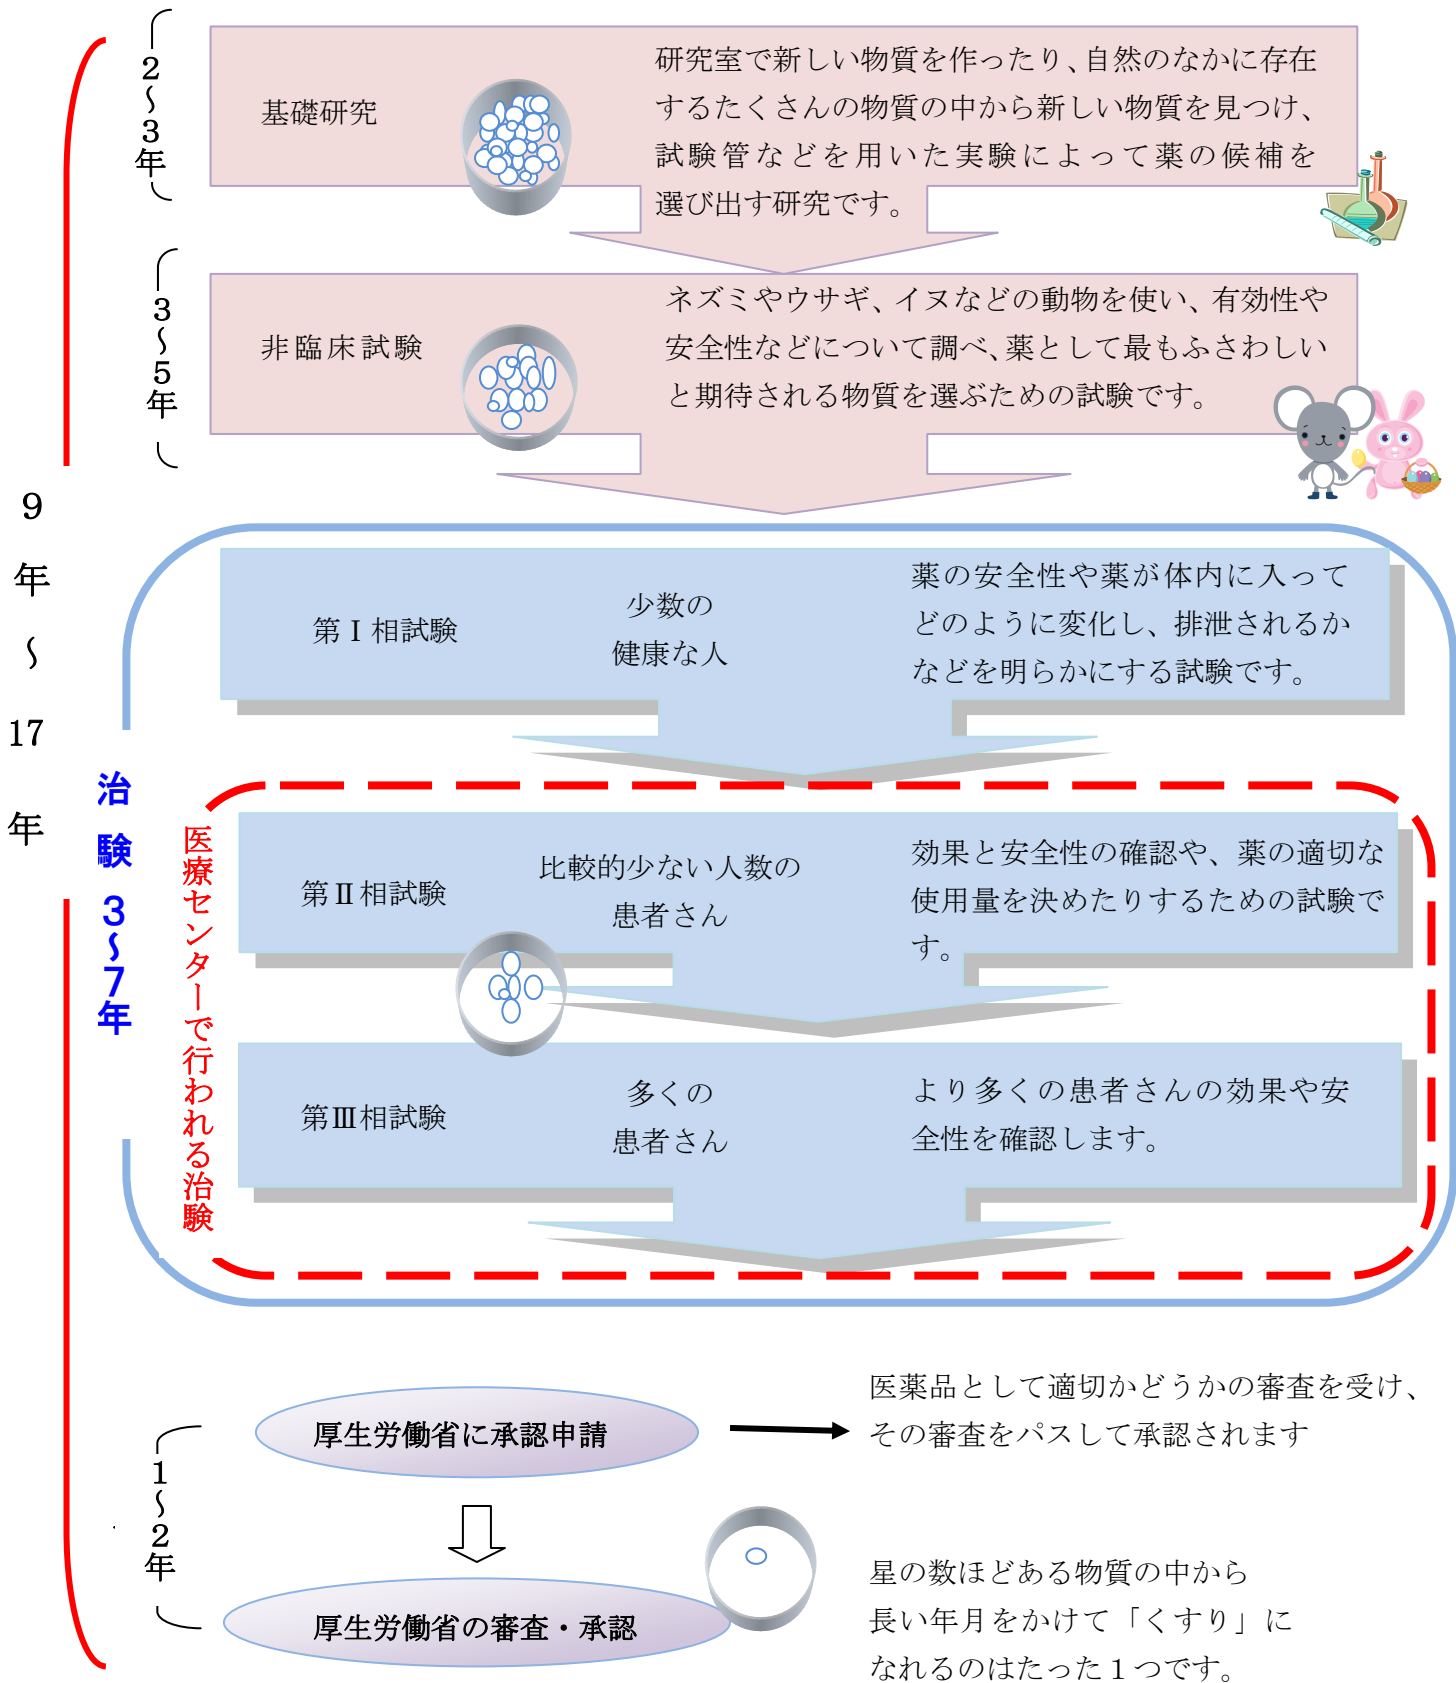 2～3年
基礎研究
研究室で新しい物質を作ったり、自然のなかに存在
するたくさんの物質の中から新しい物質を見つけ、
試験管などを用いた実験によって薬の候補を
選び出す研究です。
3～5年
非臨床試験
ネズミやウサギ、イヌなどの動物を使い、有効性や
安全性などについて調べ、薬として最もふさわしい
と期待される物質を選ぶための試験です。
9年～17年
治験 3～7年
第Ⅰ相試験
少数の
健康な人
薬の安全性や薬が体内に入って
どのように変化し、排泄されるか
などを明らかにする試験です。
医療センターで行われる治験
第Ⅱ相試験
比較的少ない人数の
患者さん
効果と安全性の確認や、薬の適切な
使用量を決めたりするための試験で
す。
第Ⅲ相試験
多くの
患者さん
より多くの患者さんの効果や安
全性を確認します。
1～2年
厚生労働省に承認申請
医薬品として適切かどうかの審査を受け、
その審査をパスして承認されます
厚生労働省の審査・承認
星の数ほどある物質の中から
長い年月をかけて「くすり」に
なれるのはたった１つです。